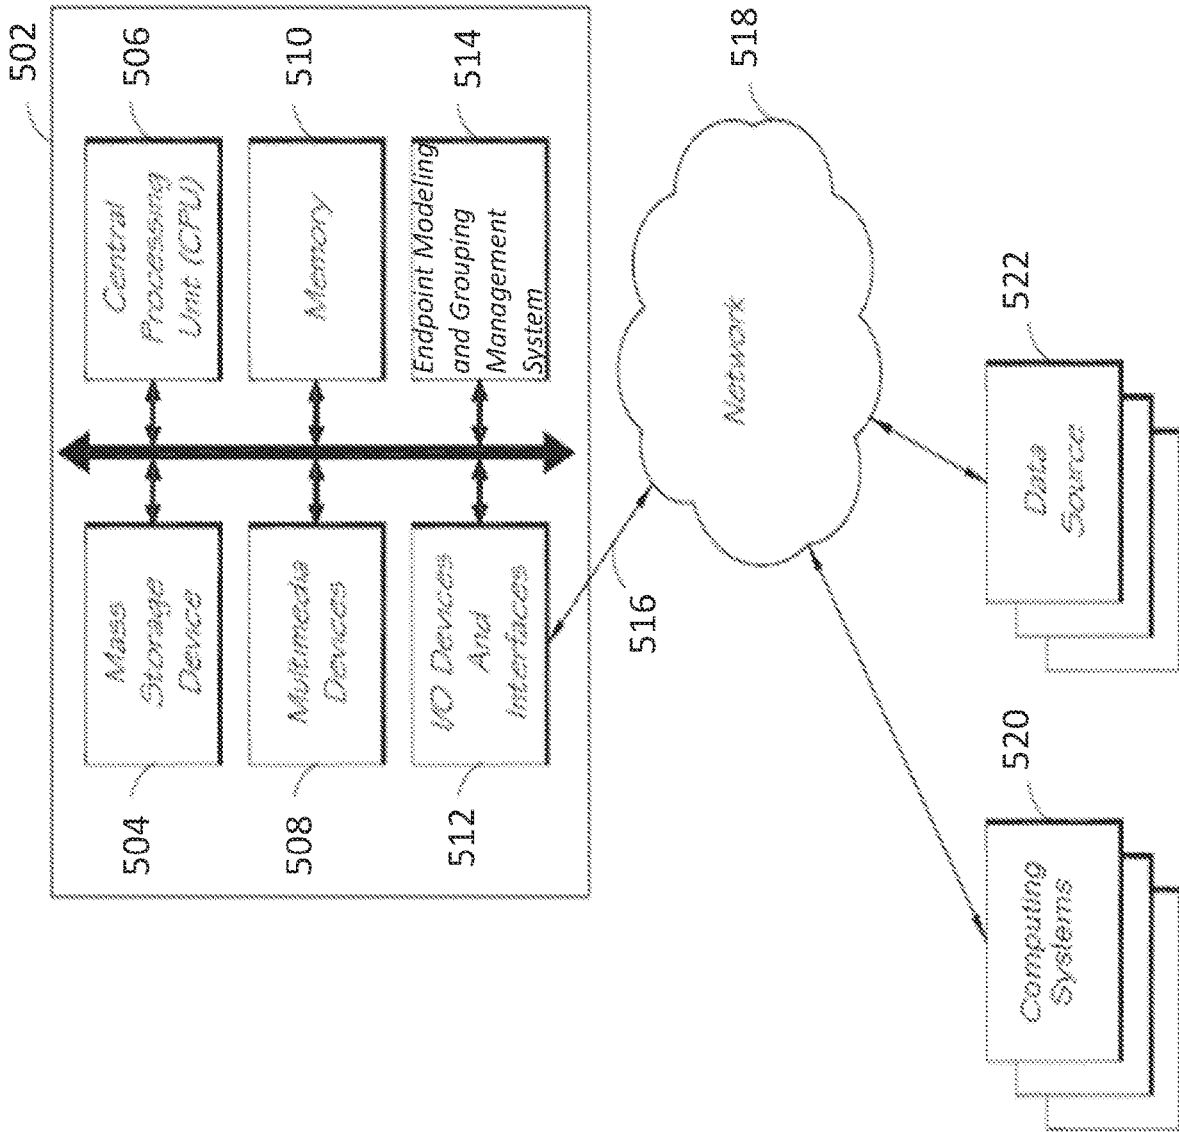 502
504
Mass
Storage
Device
Central
Processing
Unit (CPU)
506
508
Multimedia
Devices
Memory
510
512
I/O Devices
And
Interfaces
Endpoint Modeling
and Grouping
Management
System
514
516
Network
518
520
Computing
Systems
Data
Source
522